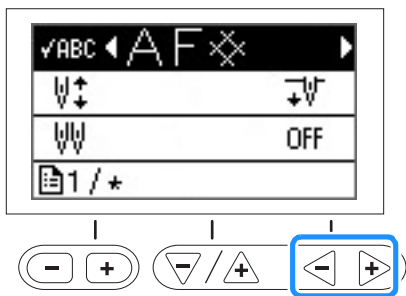 ✓ABC A F
OFF
1 / *
- +
- / +
- +